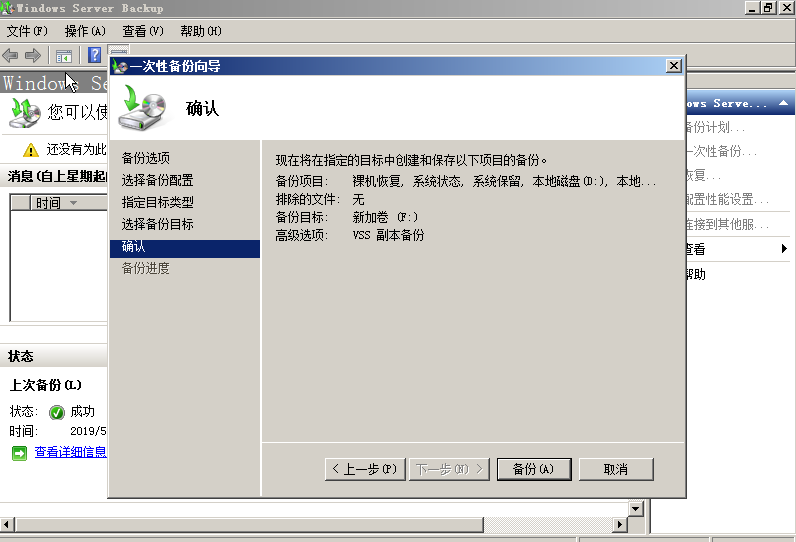 Windows Server Backup
文件(F) 操作(A) 查看(V) 帮助(H)
一次性备份向导
确认
备份选项
选择备份配置
指定目标类型
选择备份目标
确认
备份进度
现在将在指定的目标中创建和保存以下项目的备份。
备份项目: 裸机恢复, 系统状态, 系统保留, 本地磁盘(D:), 本地...
排除的文件: 无
备份目标: 新加卷 (F:)
高级选项: VSS 副本备份
< 上一步(P) 下一步(N) > 备份(A) 取消
Windows Se
您可以使
还没有为此
消息(自上星期起
时间
状态
上次备份(L)
状态: 成功
时间: 2019/5
查看详细信息
ows Serve...
备份计划...
一次性备份...
恢复...
配置性能设置...
连接到其他服...
查看
帮助